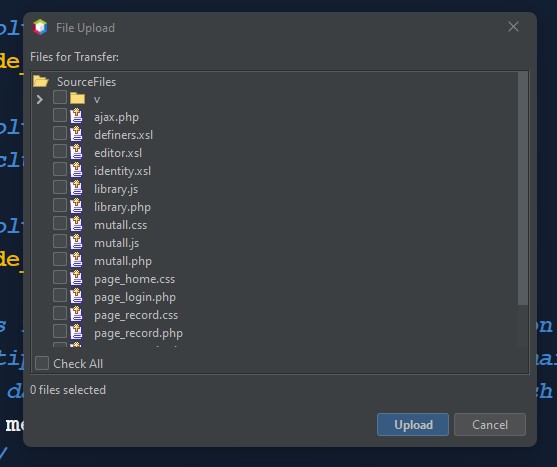 File Upload
Files for Transfer:
SourceFiles
v
ajax.php
definers.xsl
editor.xsl
identity.xsl
library.js
library.php
mutall.css
mutall.js
mutall.php
page_home.css
page_login.php
page_record.css
page_record.php
Check All
0 files selected
Upload
Cancel